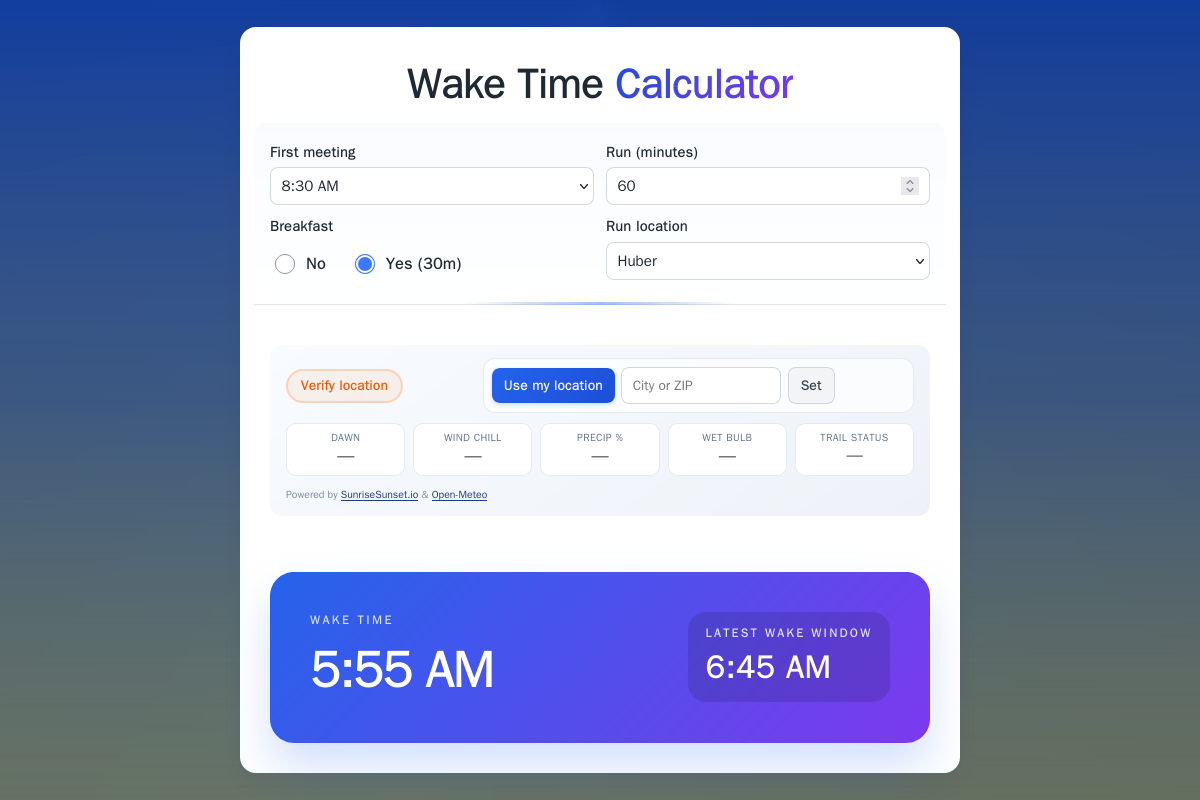 Wake Time Calculator
First meeting
8:30 AM
Run (minutes)
60
Breakfast
No
Yes (30m)
Run location
Huber
Verify location
Use my location
City or ZIP
Set
DAWN
—
WIND CHILL
—
PRECIP %
—
WET BULB
—
TRAIL STATUS
—
Powered by SunriseSunset.io & Open-Meteo
WAKE TIME
5:55 AM
LATEST WAKE WINDOW
6:45 AM